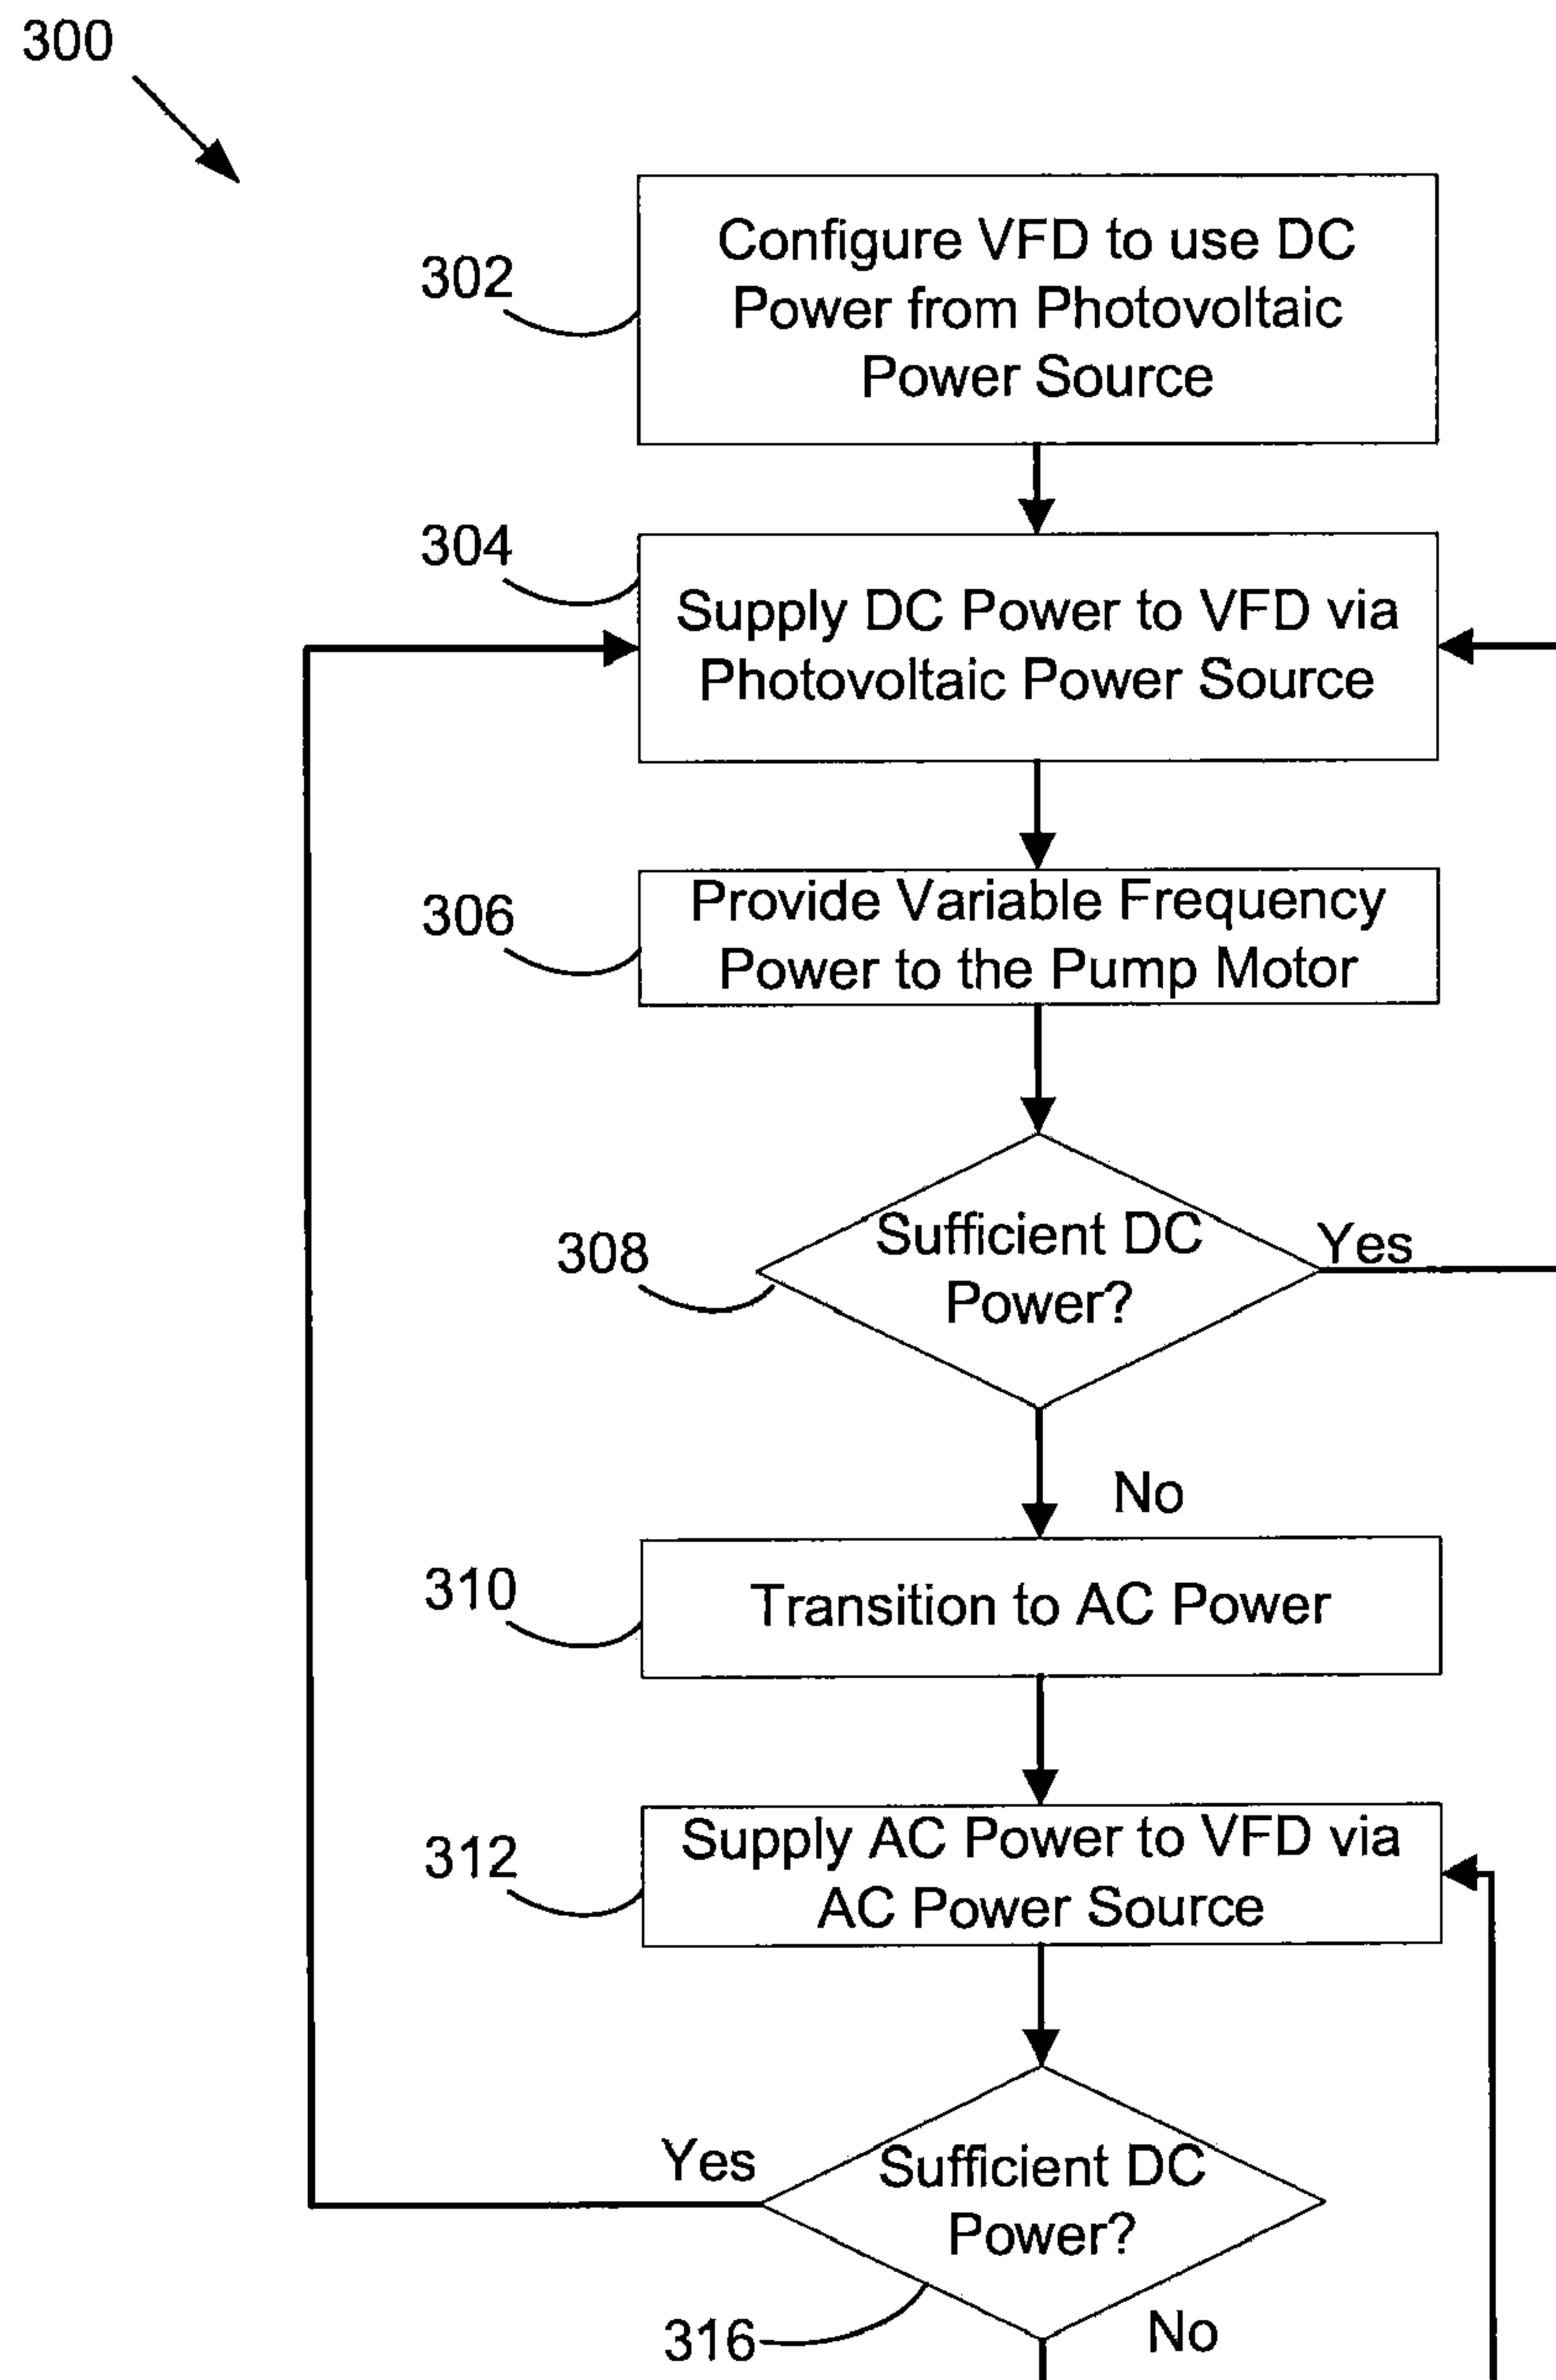 300
302
Configure VFD to use DC
Power from Photovoltaic
Power Source
304
Supply DC Power to VFD via
Photovoltaic Power Source
306
Provide Variable Frequency
Power to the Pump Motor
308
Sufficient DC
Power?
Yes
No
310
Transition to AC Power
312
Supply AC Power to VFD via
AC Power Source
Yes
Sufficient DC
Power?
316
No